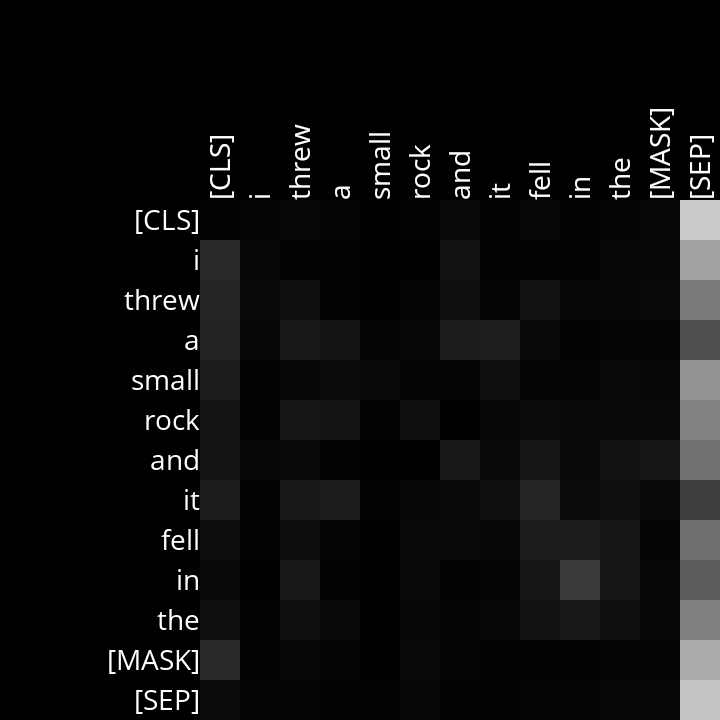 [CLS] i threw a small rock and it fell in the [MASK] [SEP]
[CLS]
i
threw
a
small
rock
and
it
fell
in
the
[MASK]
[SEP]